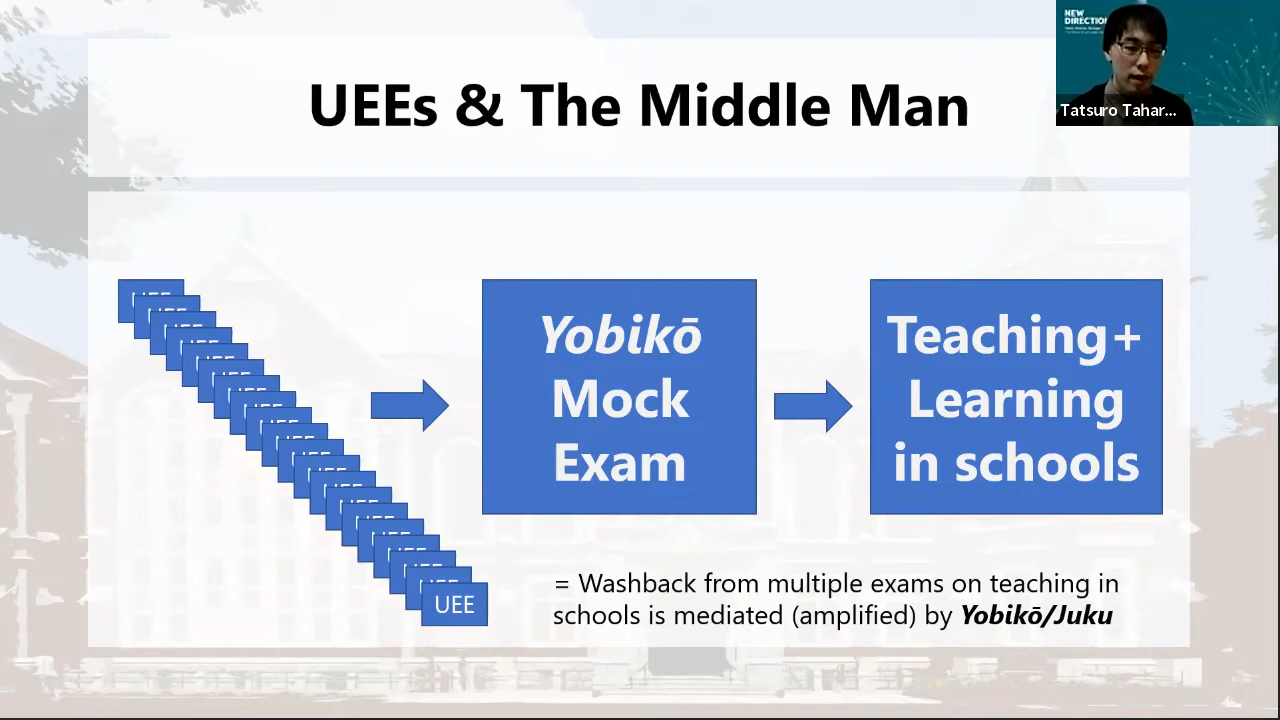 UEEs & The Middle Man
NEW
DIRECTIO
Tatsuro Tahar...
UEE
Yobikō
Mock
Exam
Teaching+
Learning
in schools
= Washback from multiple exams on teaching in
schools is mediated (amplified) by Yobikō/Juku